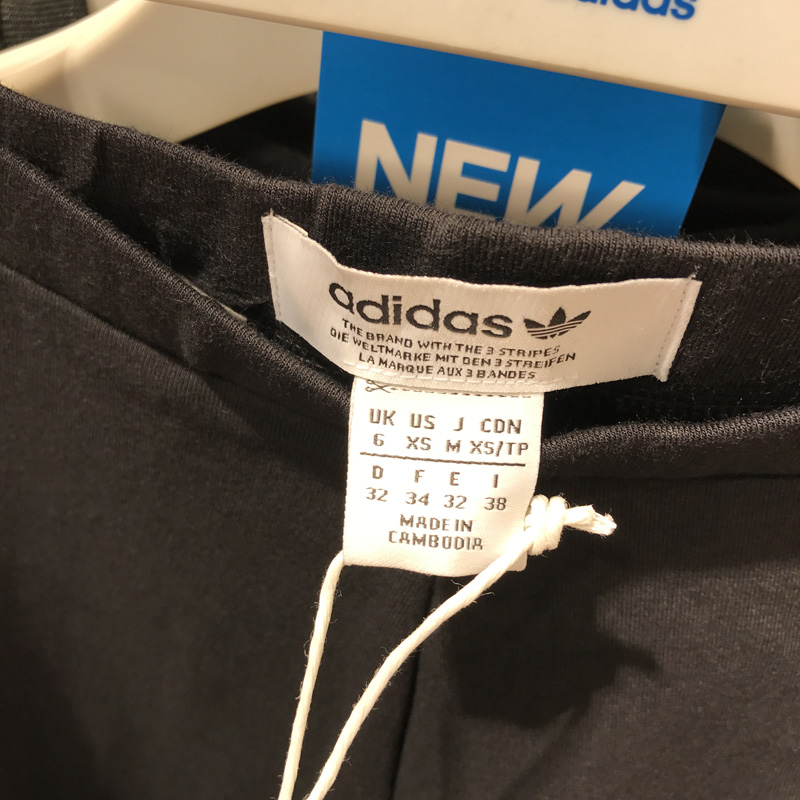 adidas
NEW
adidas
THE BRAND WITH THE 3 STRIPES
DIE WELTMARKE MIT DEN 3 STREIFEN
LA MARQUE AUX 3 BANDES
UK US J CDN
6 XS M XS/TP
D F E I
32 34 32 38
MADE IN
CAMBODIA